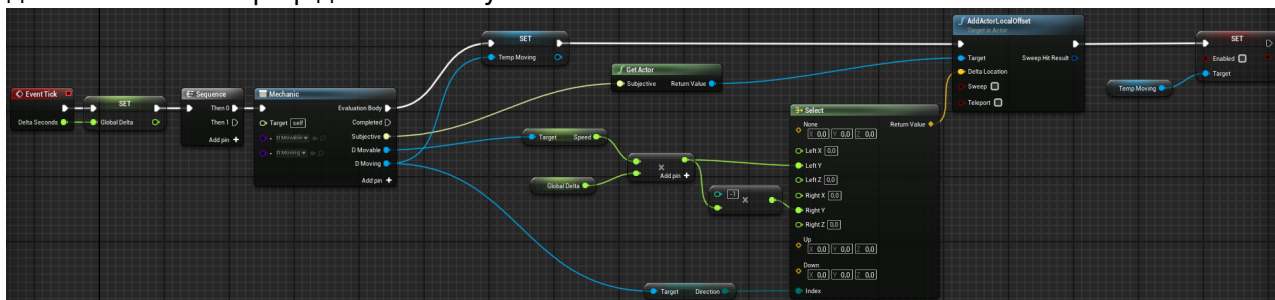 Event Tick
Delta Seconds
SET
Global Delta
Sequence
Then 0
Then 1
Add pin +
Mechanic
Evaluation Body
Target self
Completed
D Movable
Subjective
D Moving
D Movable
D Moving
Add pin +
SET
Temp Moving
f Get Actor
Subjective Return Value
Target Speed
Global Delta
X
Add pin +
-1 X
Target Direction
Select
None Return Value
X 0,0 Y 0,0 Z 0,0
Left X 0,0
Left Y
Left Z 0,0
Right X 0,0
Right Y
Right Z 0,0
Up
X 0,0 Y 0,0 Z 0,0
Down
X 0,0 Y 0,0 Z 0,0
Index
f AddActorLocalOffset
Target is Actor
Target Sweep Hit Result
Delta Location
Sweep
Teleport
Temp Moving
SET
Enabled
Target